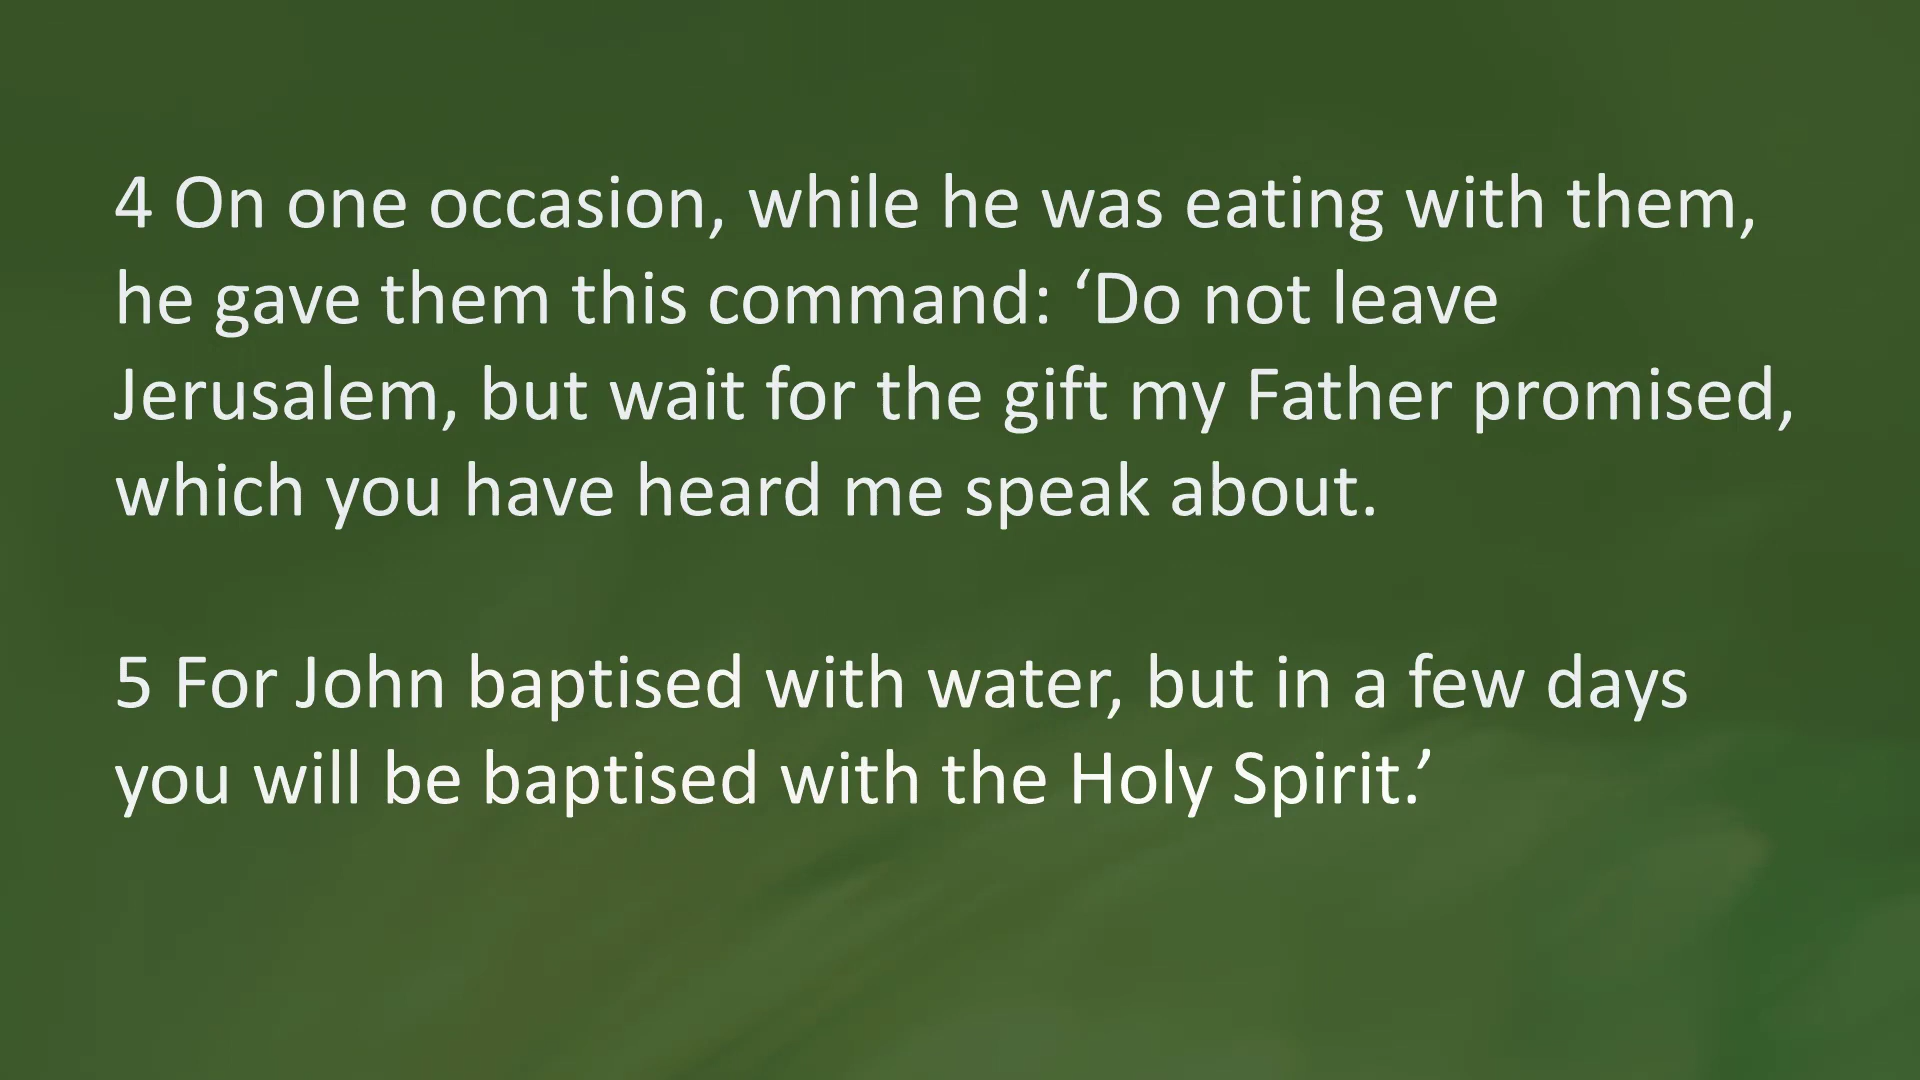 4 On one occasion, while he was eating with them,
he gave them this command: ‘Do not leave
Jerusalem, but wait for the gift my Father promised,
which you have heard me speak about.
5 For John baptised with water, but in a few days
you will be baptised with the Holy Spirit.’